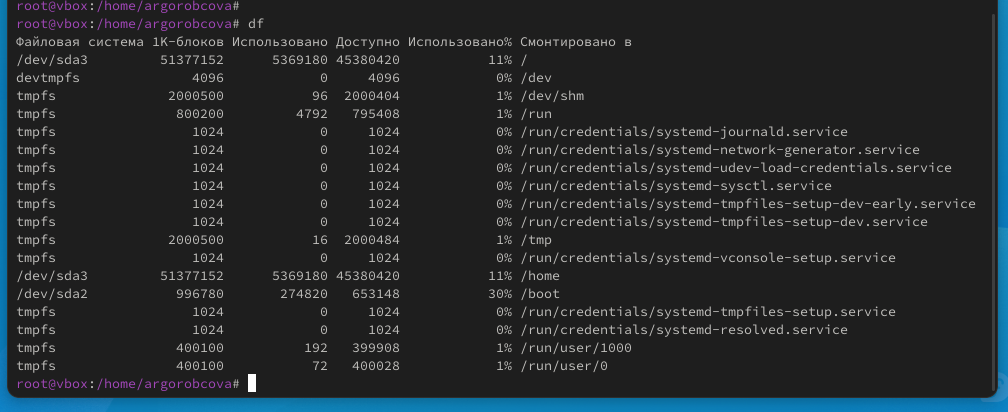 root@vbox:/home/argorobcova#
root@vbox:/home/argorobcova# df
Файловая система 1K-блоков Использовано Доступно Использовано% Смонтировано в
/dev/sda3 51377152 5369180 45380420 11% /
devtmpfs 4096 0 4096 0% /dev
tmpfs 2000500 96 2000404 1% /dev/shm
tmpfs 800200 4792 795408 1% /run
tmpfs 1024 0 1024 0% /run/credentials/systemd-journald.service
tmpfs 1024 0 1024 0% /run/credentials/systemd-network-generator.service
tmpfs 1024 0 1024 0% /run/credentials/systemd-udev-load-credentials.service
tmpfs 1024 0 1024 0% /run/credentials/systemd-sysctl.service
tmpfs 1024 0 1024 0% /run/credentials/systemd-tmpfiles-setup-dev-early.service
tmpfs 1024 0 1024 0% /run/credentials/systemd-tmpfiles-setup-dev.service
tmpfs 2000500 16 2000484 1% /tmp
tmpfs 1024 0 1024 0% /run/credentials/systemd-vconsole-setup.service
/dev/sda3 51377152 5369180 45380420 11% /home
/dev/sda2 996780 274820 653148 30% /boot
tmpfs 1024 0 1024 0% /run/credentials/systemd-tmpfiles-setup.service
tmpfs 1024 0 1024 0% /run/credentials/systemd-resolved.service
tmpfs 400100 192 399908 1% /run/user/1000
tmpfs 400100 72 400028 1% /run/user/0
root@vbox:/home/argorobcova#